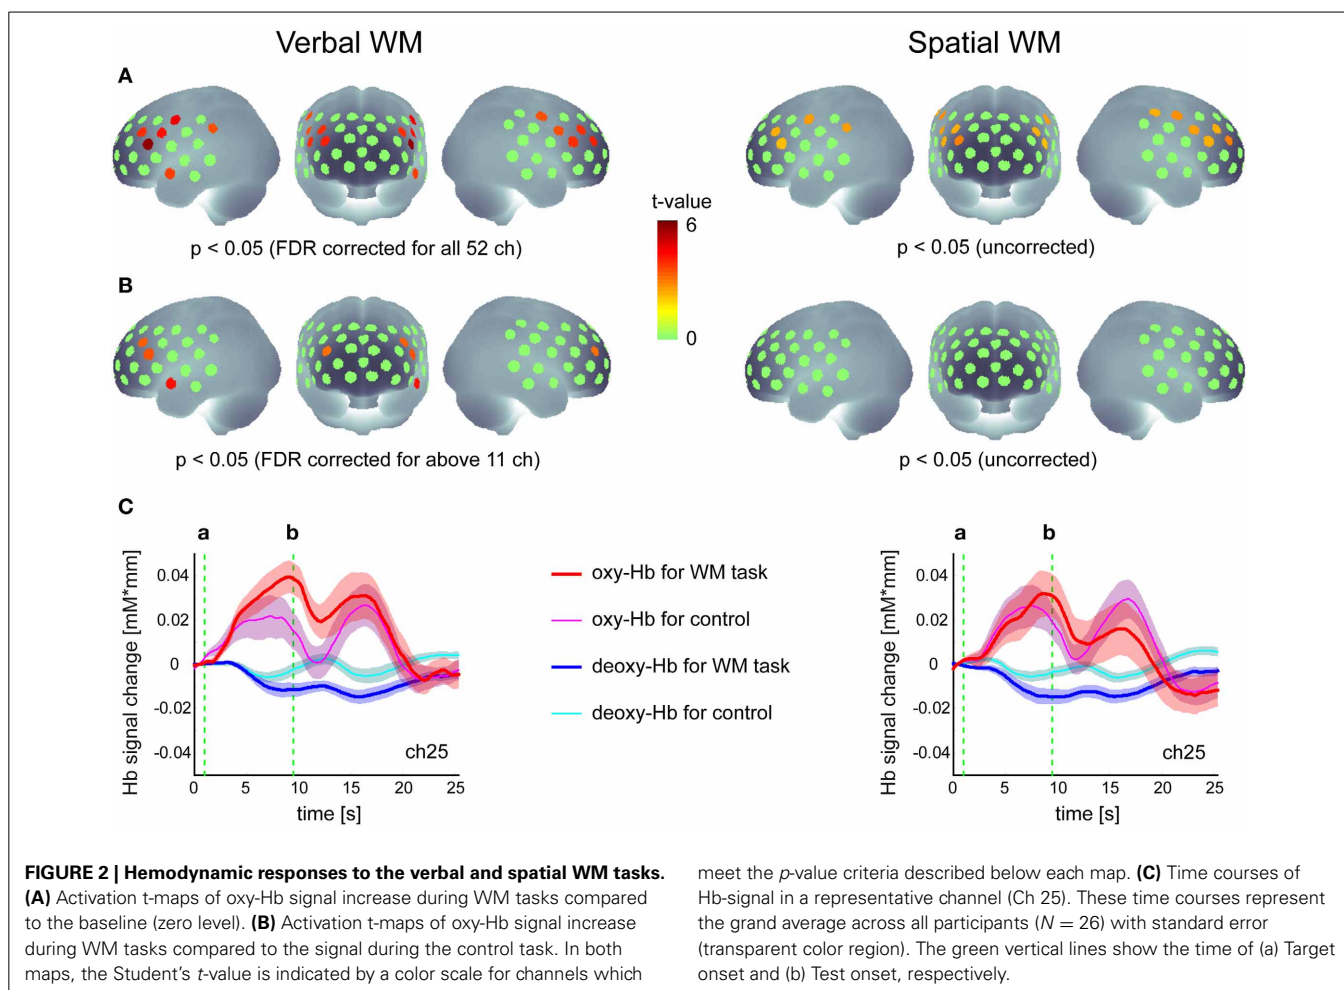 Verbal WM
Spatial WM
A
t-value
6
0
p < 0.05 (FDR corrected for all 52 ch)
p < 0.05 (uncorrected)
B
p < 0.05 (FDR corrected for above 11 ch)
p < 0.05 (uncorrected)
C
a
b
Hb signal change [mM*mm]
0.04
0.02
0
-0.02
-0.04
ch25
0
5
10
15
20
25
time [s]
oxy-Hb for WM task
oxy-Hb for control
deoxy-Hb for WM task
deoxy-Hb for control
a
b
Hb signal change [mM*mm]
0.04
0.02
0
-0.02
-0.04
ch25
0
5
10
15
20
25
time [s]
FIGURE 2 | Hemodynamic responses to the verbal and spatial WM tasks.
(A) Activation t-maps of oxy-Hb signal increase during WM tasks compared
to the baseline (zero level). (B) Activation t-maps of oxy-Hb signal increase
during WM tasks compared to the signal during the control task. In both
maps, the Student's t-value is indicated by a color scale for channels which
meet the p-value criteria described below each map. (C) Time courses of
Hb-signal in a representative channel (Ch 25). These time courses represent
the grand average across all participants (N = 26) with standard error
(transparent color region). The green vertical lines show the time of (a) Target
onset and (b) Test onset, respectively.